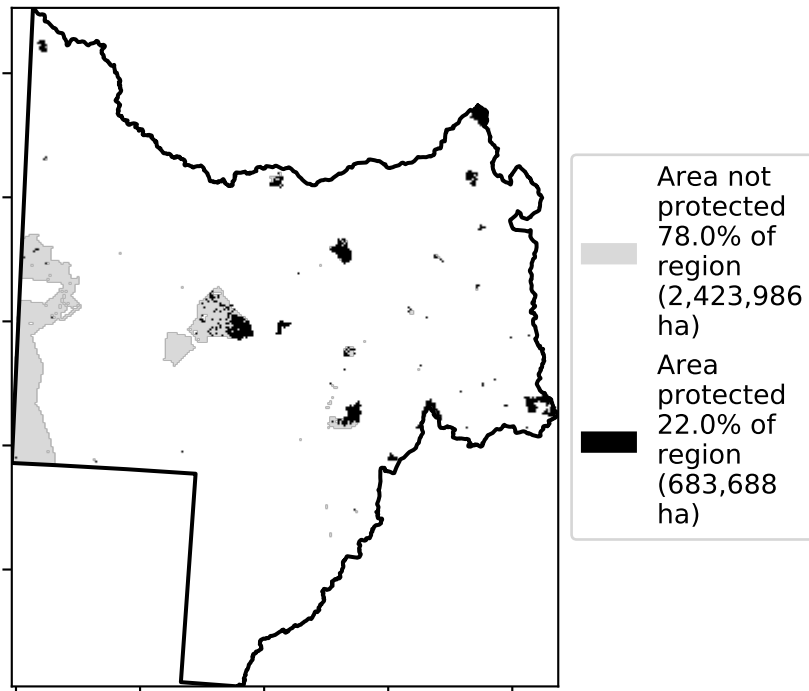 Area not
protected
78.0% of
region
(2,423,986
ha)
Area
protected
22.0% of
region
(683,688
ha)